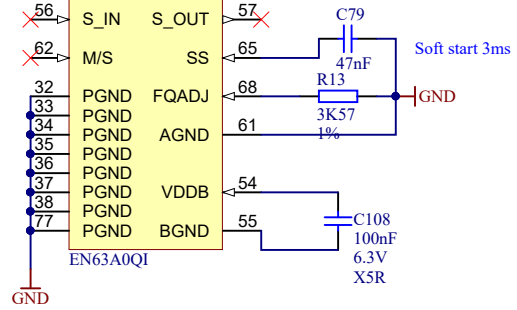 56 S_IN S_OUT 57
C79
62 M/S SS 65
47nF
Soft start 3ms
R13
32 PGND FQADJ 68
GND
33 PGND
3K57
34 PGND AGND 61
1%
35 PGND
36 PGND
37 PGND VDDB 54
38 PGND
C108
77 PGND BGND 55
100nF
EN63A0QI
6.3V
X5R
GND